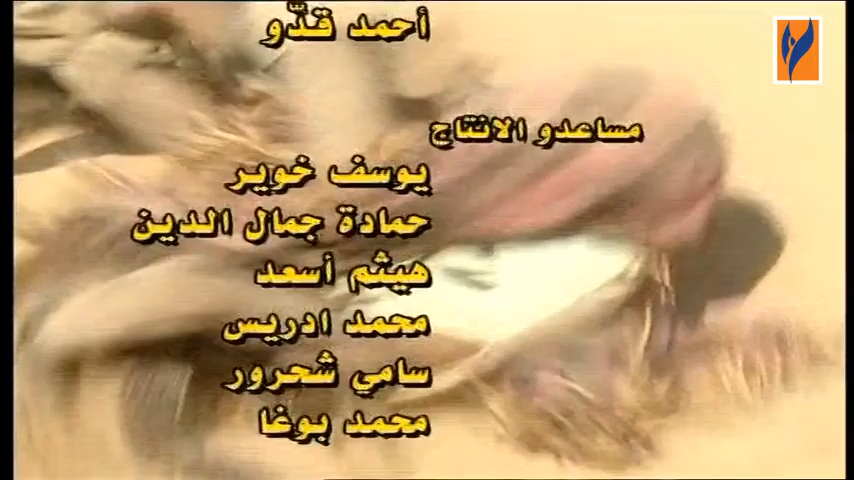 أحمد قدّو
مساعدو الانتاج
يوسف خوير
حمادة جمال الدين
هيثم أسعد
محمد ادريس
سامي شحرور
محمد بوغا